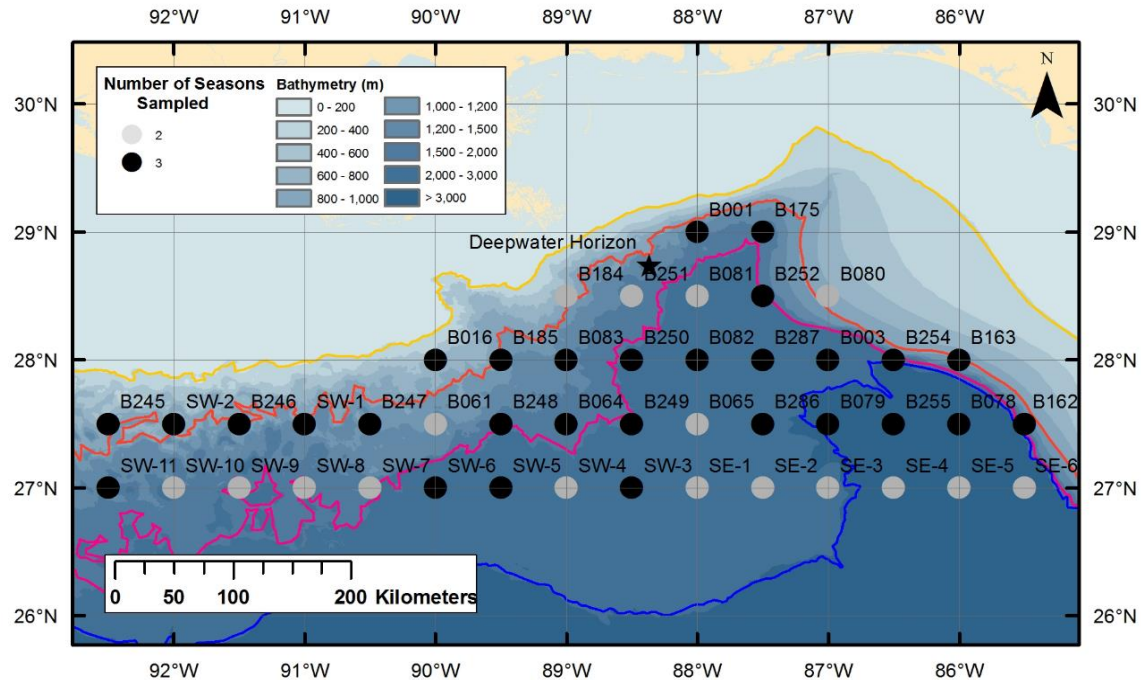 92°W 91°W 90°W 89°W 88°W 87°W 86°W
N
Number of Seasons
Sampled
2
3
Bathymetry (m)
0 - 200
200 - 400
400 - 600
600 - 800
800 - 1,000
1,000 - 1,200
1,200 - 1,500
1,500 - 2,000
2,000 - 3,000
> 3,000
30°N 30°N
B001 B175
29°N 29°N
Deepwater Horizon
B184 B251 B081 B252 B080
B016 B185 B083 B250 B082 B287 B003 B254 B163
28°N 28°N
B245 SW-2 B246 SW-1 B247 B061 B248 B064 B249 B065 B286 B079 B255 B078 B162
SW-11 SW-10 SW-9 SW-8 SW-7 SW-6 SW-5 SW-4 SW-3 SE-1 SE-2 SE-3 SE-4 SE-5 SE-6
27°N 27°N
0 50 100 200 Kilometers
26°N 26°N
92°W 91°W 90°W 89°W 88°W 87°W 86°W